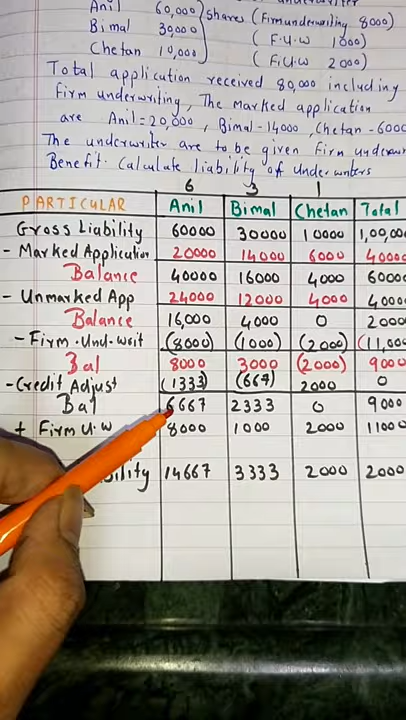 Anil 60,000 shares (Firm underwriting 8000)
Bimal 30000 (F.U.W 1000)
Chetan 10,000 (F.U.W 2000)
Total application received 80,000 including
Firm underwriting, The Marked application
are Anil=20,000, Bimal-14000, Chetan-6000
The underwriter are to be given Firm underwr
Benefit. Calculate liability of underwriters
6 3 1
PARTICULAR Anil Bimal Chetan Total
Gross Liability 60000 30000 10000 1,00,00
- Marked Application 20000 14000 6000 4000
Balance 40000 16000 4000 6000
- Unmarked App 24000 12000 4000 4000
Balance 16,000 4,000 0 2000
- Firm.Und.writ (8000) (1000) (2000) (11,00
Bal 8000 3000 (2000) 9000
- Credit Adjust (1333) (667) 2000 0
Bal 6667 2333 0 9000
+ Firm U.W 8000 1000 2000 11000
bility 14667 3333 2000 2000